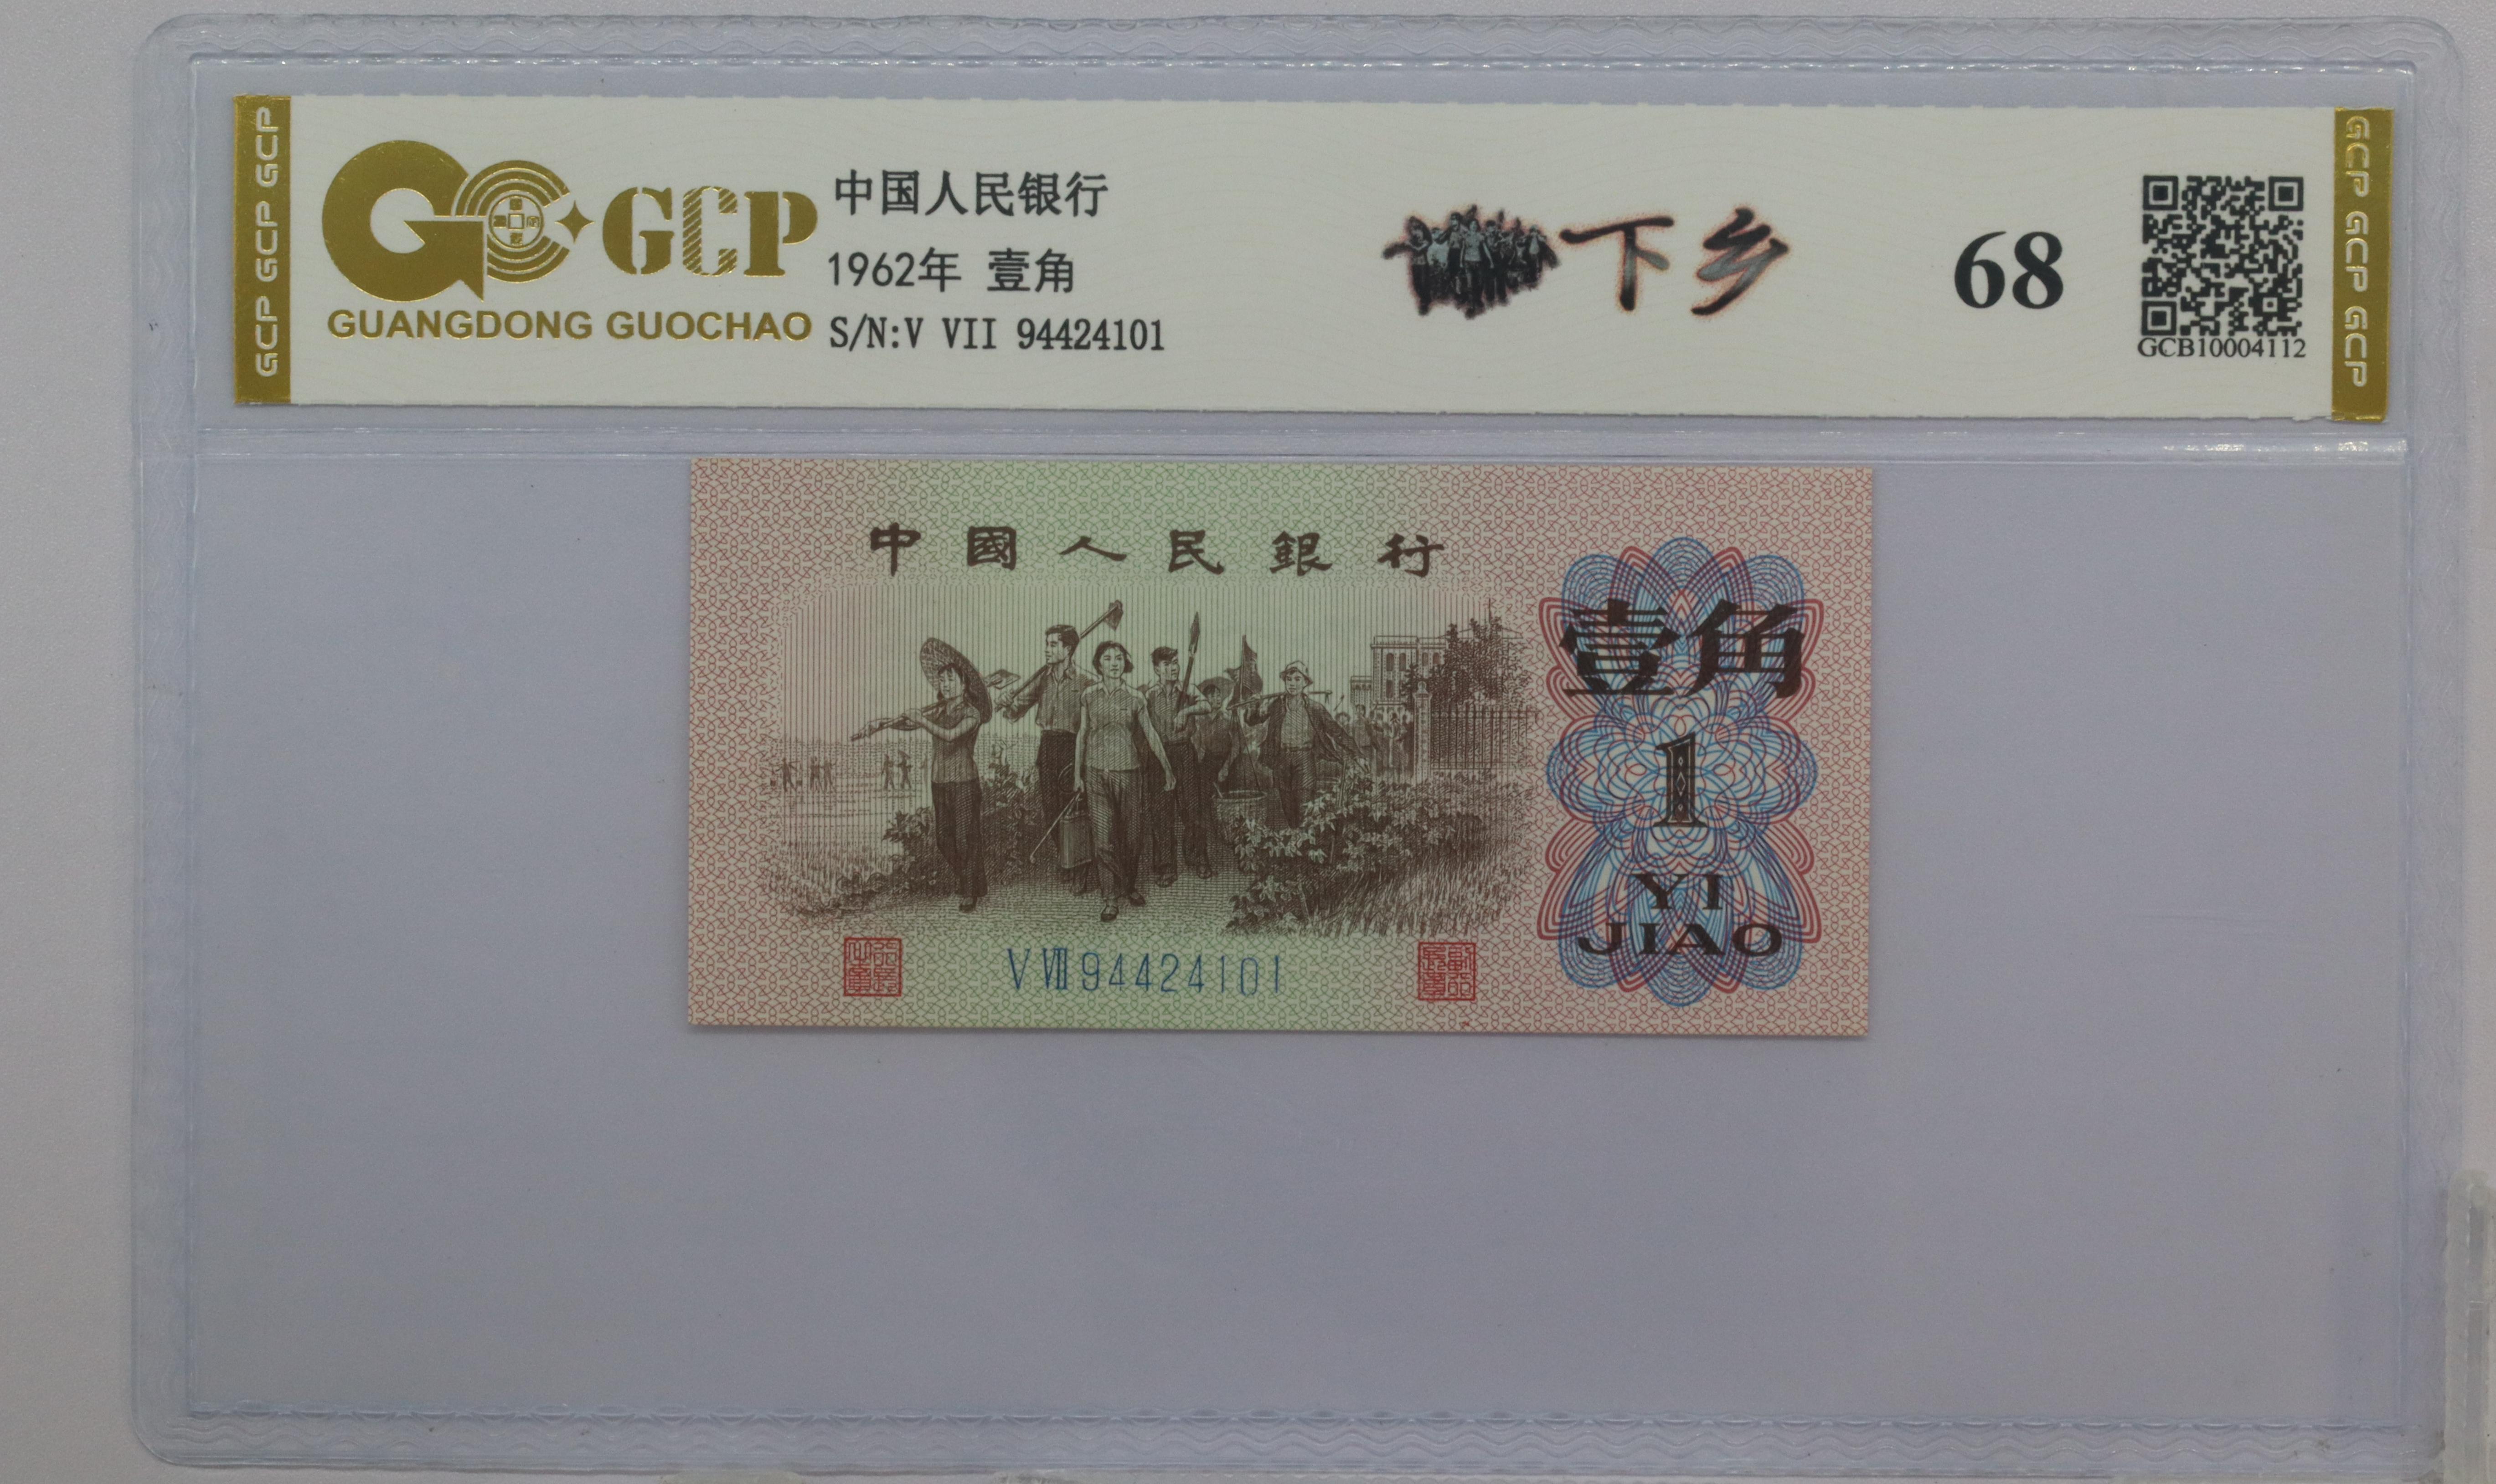 GCP GCP GCP
GCP
GUANGDONG GUOCHAO
中国人民银行
1962年 壹角
S/N:V VII 94424101
下乡
68
GCB10004112
GCP GCP GCP
中國人民銀行
壹角
1
YI
JIAO
V VII 94424101